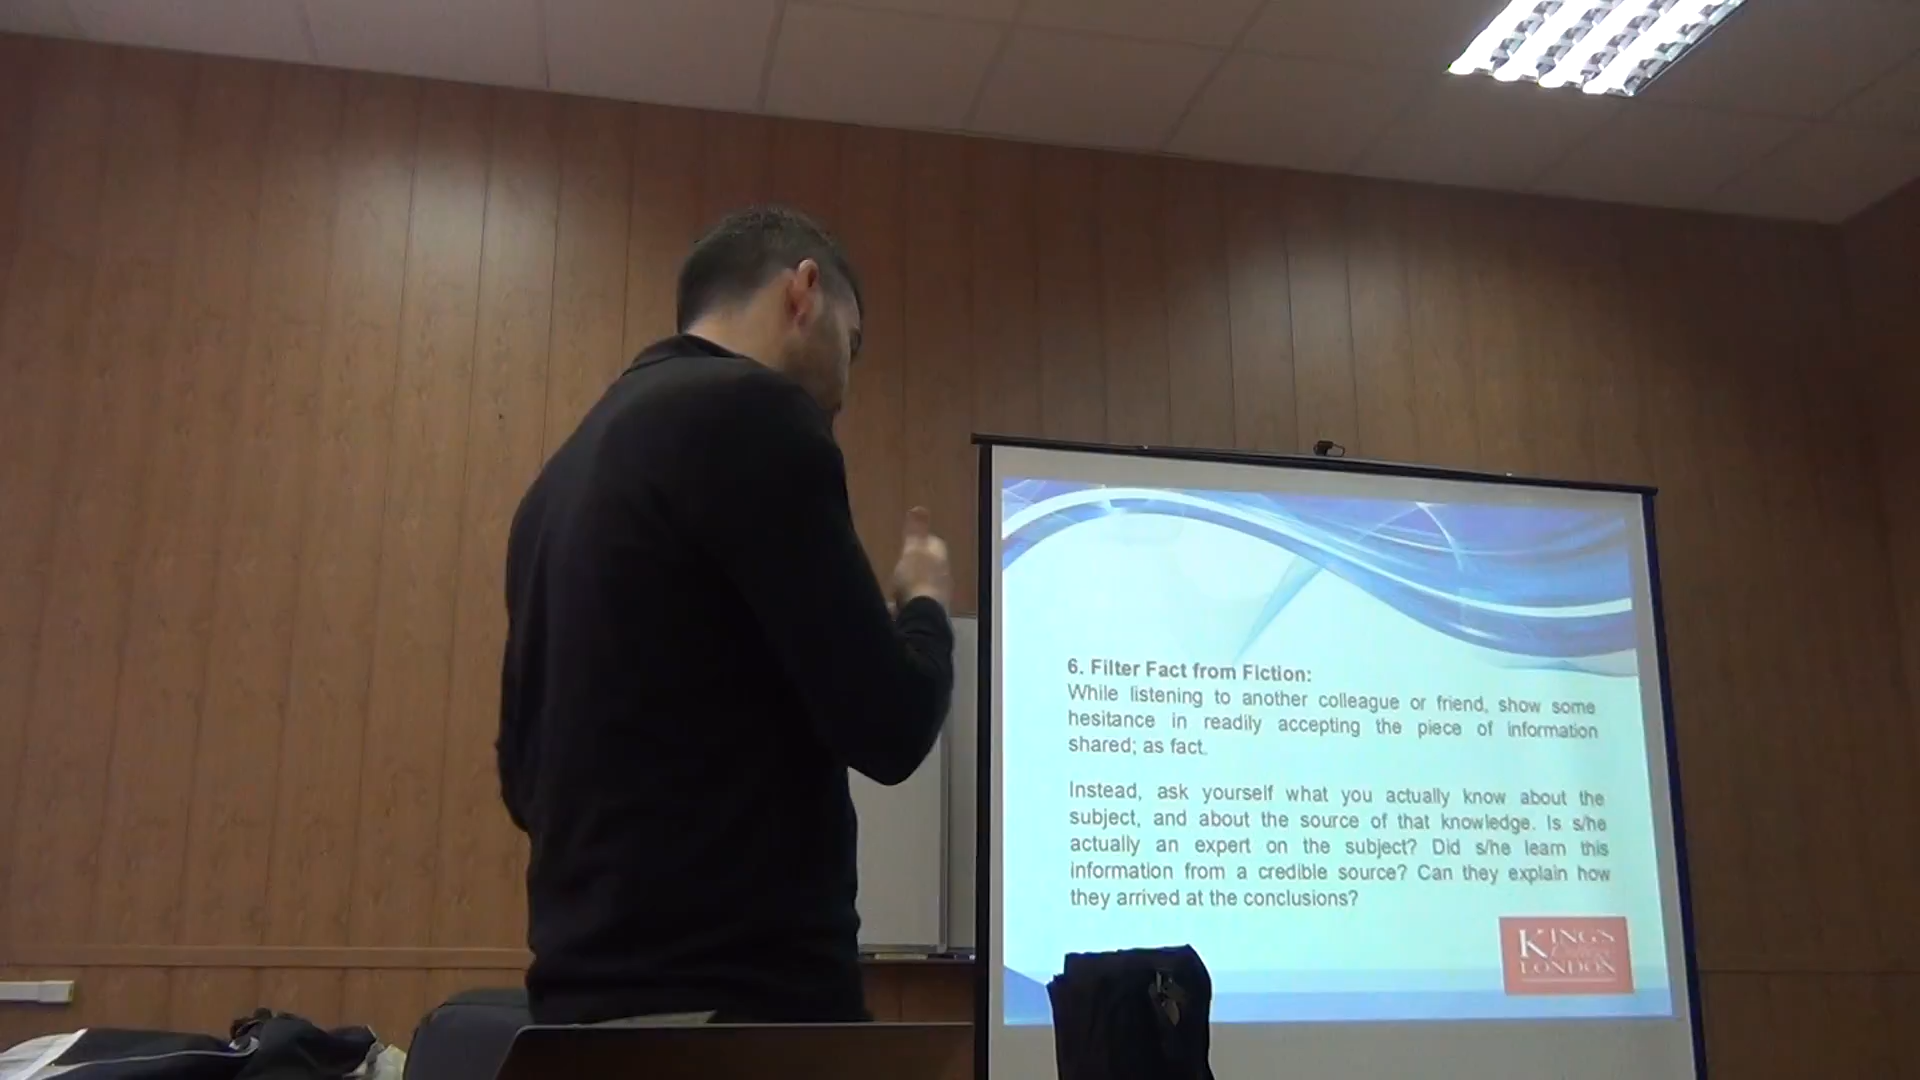 6. Filter Fact from Fiction:
While listening to another colleague or friend, show some
hesitance in readily accepting the piece of information
shared; as fact.
Instead, ask yourself what you actually know about the
subject, and about the source of that knowledge. Is s/he
actually an expert on the subject? Did s/he learn this
information from a credible source? Can they explain how
they arrived at the conclusions?
KING'S
College
LONDON